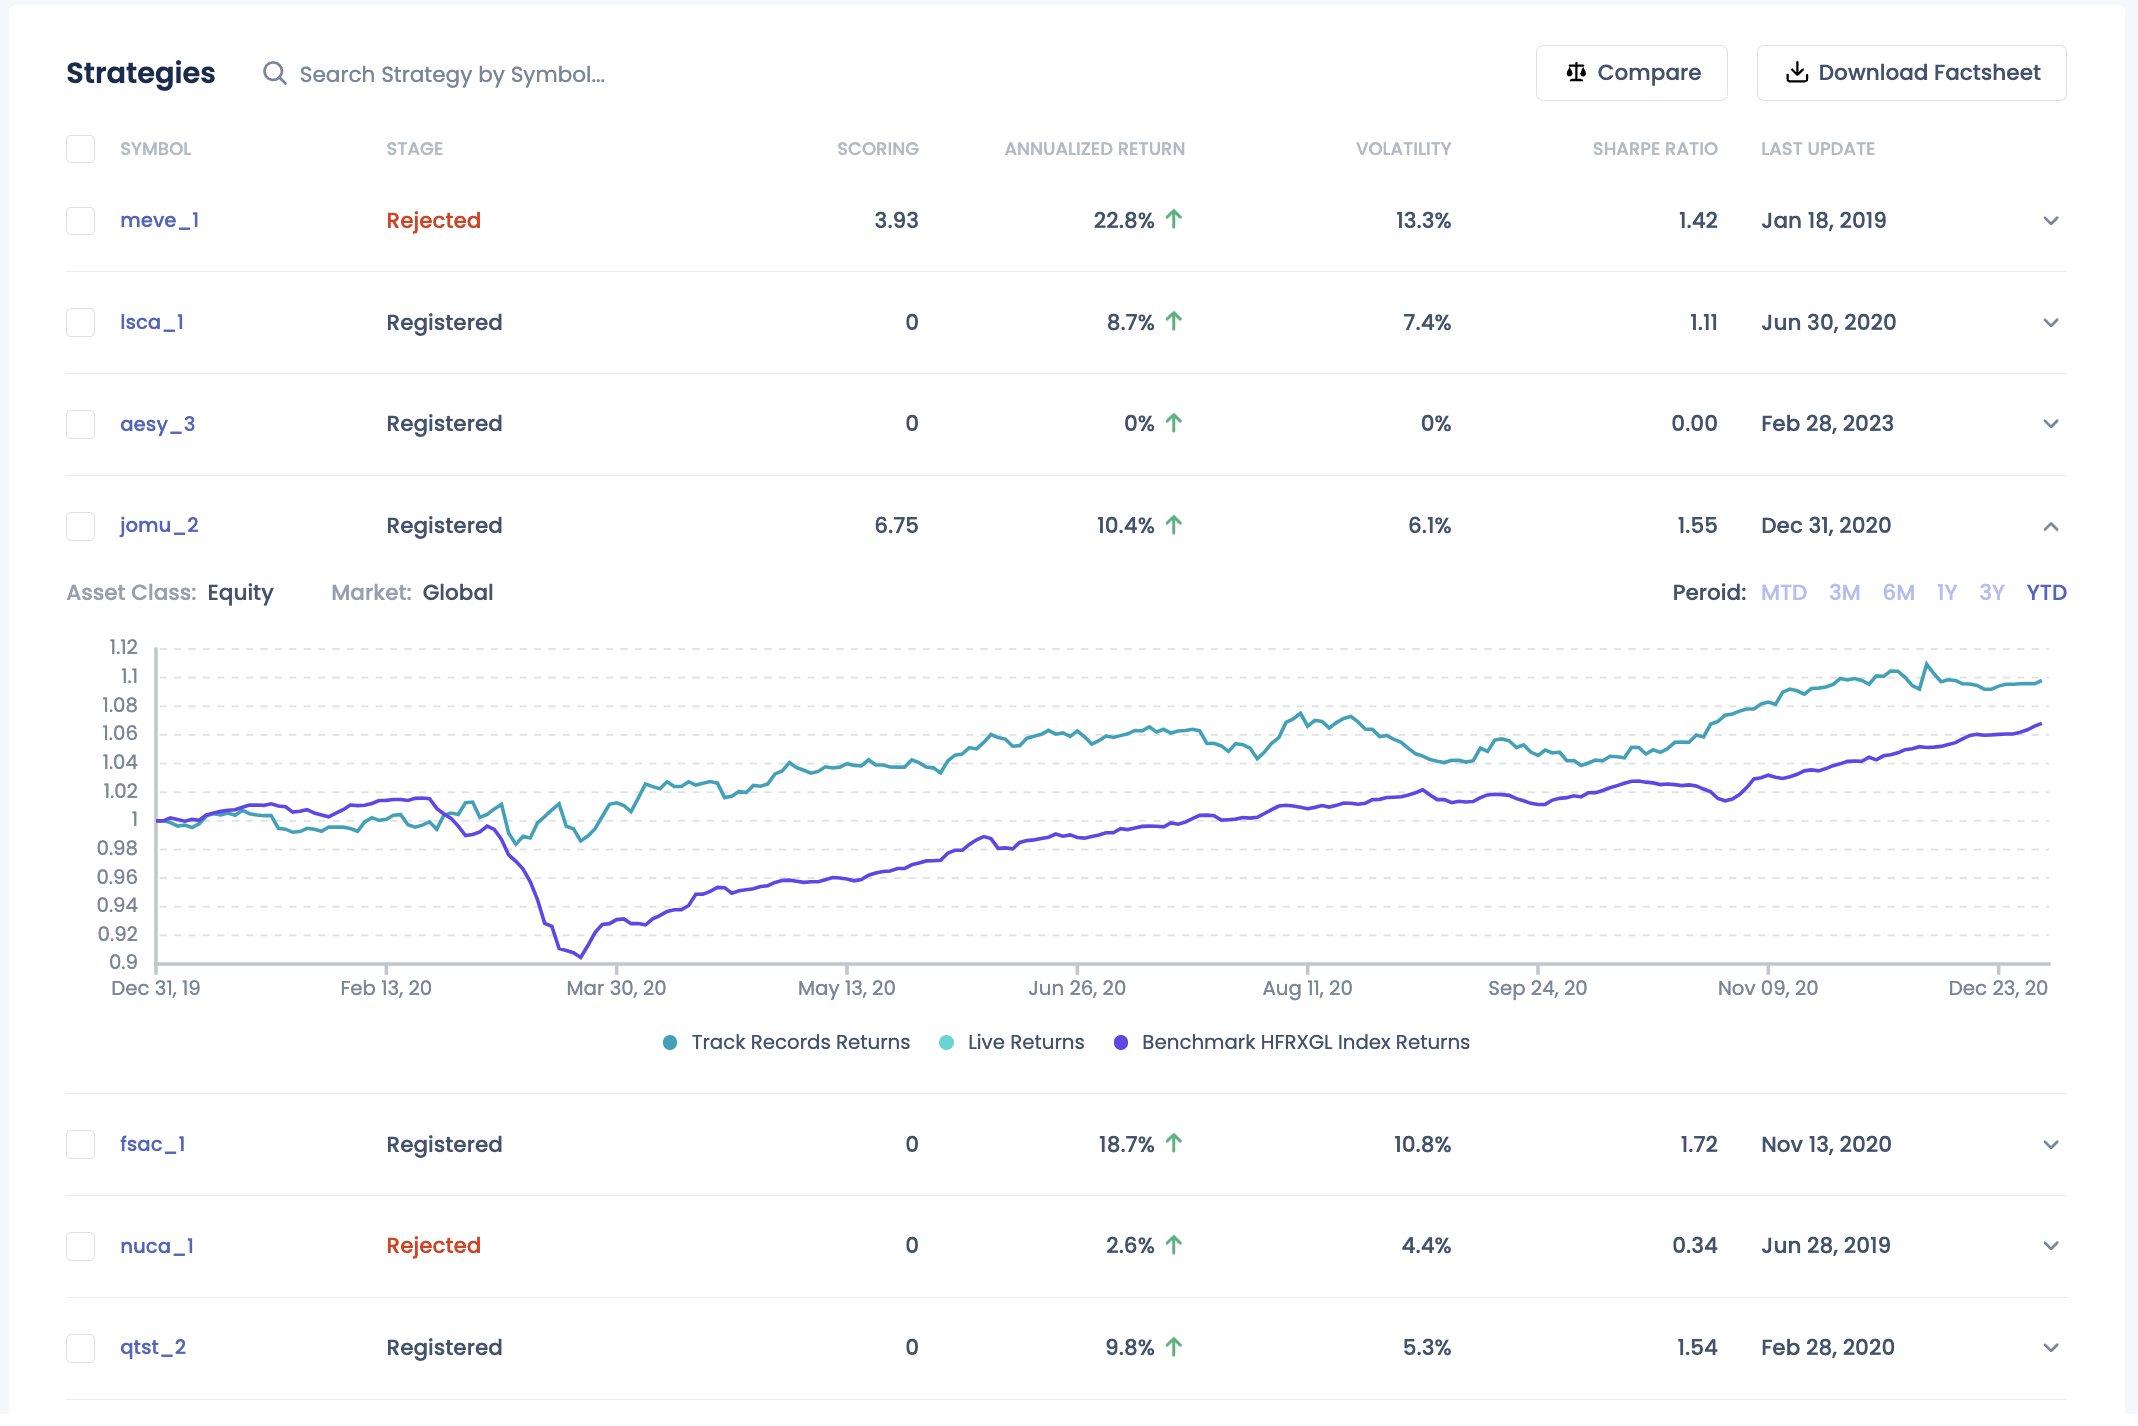 Strategies
Search Strategy by Symbol...
Compare
Download Factsheet
SYMBOL STAGE SCORING ANNUALIZED RETURN VOLATILITY SHARPE RATIO LAST UPDATE
meve_1 Rejected 3.93 22.8% 13.3% 1.42 Jan 18, 2019
lsca_1 Registered 0 8.7% 7.4% 1.11 Jun 30, 2020
aesy_3 Registered 0 0% 0% 0.00 Feb 28, 2023
jomu_2 Registered 6.75 10.4% 6.1% 1.55 Dec 31, 2020
Asset Class: Equity Market: Global Peroid: MTD 3M 6M 1Y 3Y YTD
1.12
1.1
1.08
1.06
1.04
1.02
1
0.98
0.96
0.94
0.92
0.9
Dec 31, 19 Feb 13, 20 Mar 30, 20 May 13, 20 Jun 26, 20 Aug 11, 20 Sep 24, 20 Nov 09, 20 Dec 23, 20
Track Records Returns Live Returns Benchmark HFRXGL Index Returns
fsac_1 Registered 0 18.7% 10.8% 1.72 Nov 13, 2020
nuca_1 Rejected 0 2.6% 4.4% 0.34 Jun 28, 2019
qtst_2 Registered 0 9.8% 5.3% 1.54 Feb 28, 2020